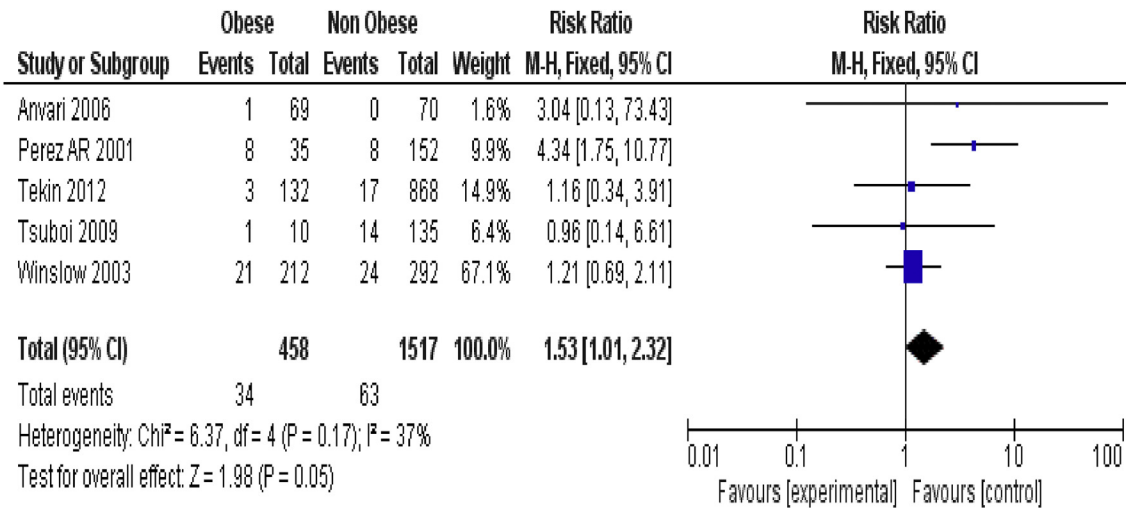 Obese Non Obese Risk Ratio Risk Ratio
Study or Subgroup Events Total Events Total Weight M-H, Fixed, 95% CI M-H, Fixed, 95% CI
Anvari 2006 1 69 0 70 1.6% 3.04 [0.13, 73.43]
Perez AR 2001 8 35 8 152 9.9% 4.34 [1.75, 10.77]
Tekin 2012 3 132 17 868 14.9% 1.16 [0.34, 3.91]
Tsuboi 2009 1 10 14 135 6.4% 0.96 [0.14, 6.61]
Winslow 2003 21 212 24 292 67.1% 1.21 [0.69, 2.11]
Total (95% CI) 458 1517 100.0% 1.53 [1.01, 2.32]
Total events 34 63
Heterogeneity: Chi² = 6.37, df = 4 (P = 0.17); I² = 37%
Test for overall effect: Z = 1.98 (P = 0.05)
0.01 0.1 1 10 100
Favours [experimental] Favours [control]